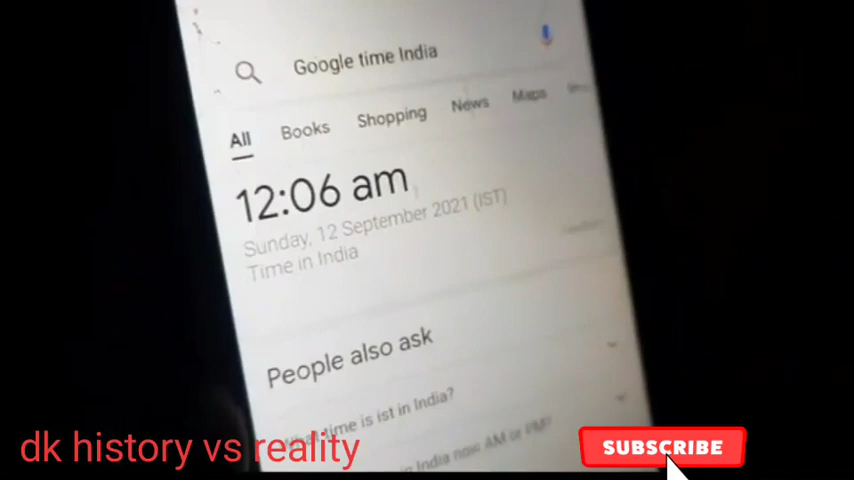 Google time India
All Books Shopping News Maps
12:06 am
Sunday, 12 September 2021 (IST)
Time in India
People also ask
time is ist in India?
in India now AM or PM?
dk history vs reality
SUBSCRIBE